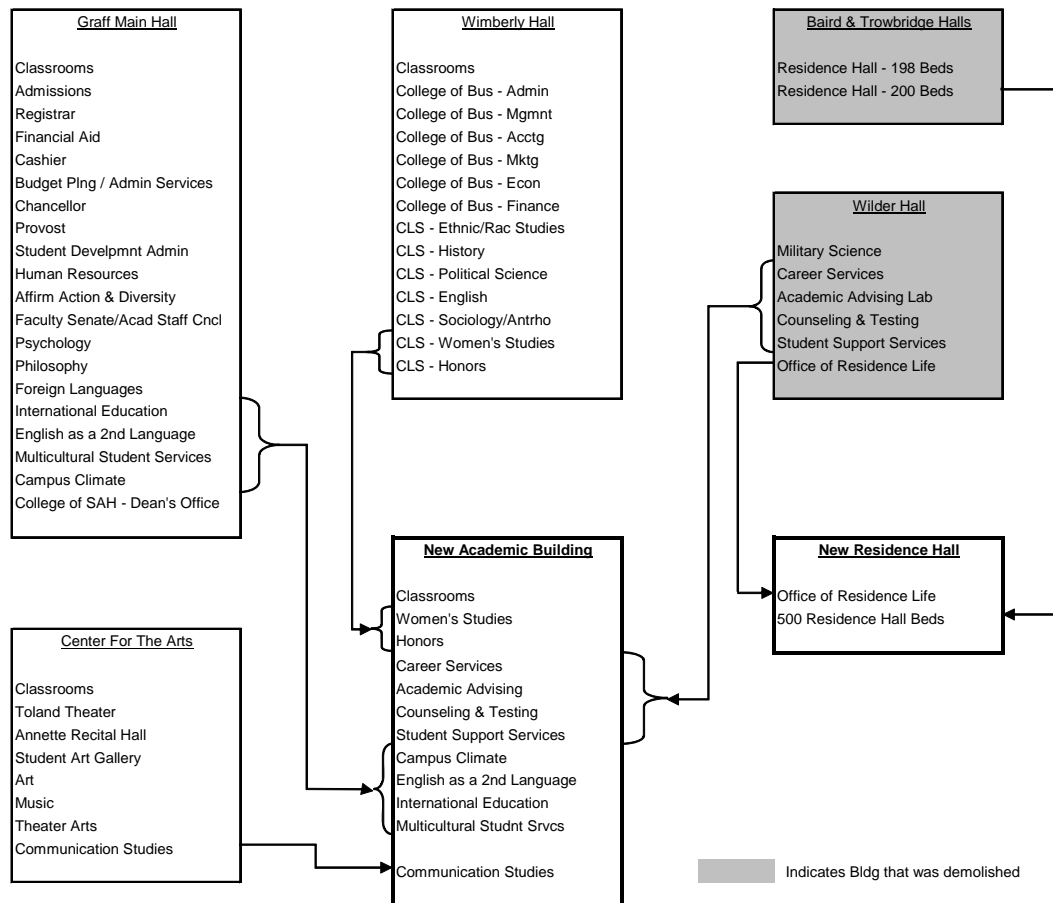 Graff Main Hall
Classrooms
Admissions
Registrar
Financial Aid
Cashier
Budget Plng / Admin Services
Chancellor
Provost
Student Develpmnt Admin
Human Resources
Affirm Action & Diversity
Faculty Senate/Acad Staff Cncl
Psychology
Philosophy
Foreign Languages
International Education
English as a 2nd Language
Multicultural Student Services
Campus Climate
College of SAH - Dean's Office
Wimberly Hall
Classrooms
College of Bus - Admin
College of Bus - Mgmnt
College of Bus - Acctg
College of Bus - Mktg
College of Bus - Econ
College of Bus - Finance
CLS - Ethnic/Rac Studies
CLS - History
CLS - Political Science
CLS - English
CLS - Sociology/Antrho
CLS - Women's Studies
CLS - Honors
Baird & Trowbridge Halls
Residence Hall - 198 Beds
Residence Hall - 200 Beds
Wilder Hall
Military Science
Career Services
Academic Advising Lab
Counseling & Testing
Student Support Services
Office of Residence Life
Center For The Arts
Classrooms
Toland Theater
Annette Recital Hall
Student Art Gallery
Art
Music
Theater Arts
Communication Studies
New Academic Building
Classrooms
Women's Studies
Honors
Career Services
Academic Advising
Counseling & Testing
Student Support Services
Campus Climate
English as a 2nd Language
International Education
Multicultural Studnt Srvcs
Communication Studies
New Residence Hall
Office of Residence Life
500 Residence Hall Beds
Indicates Bldg that was demolished